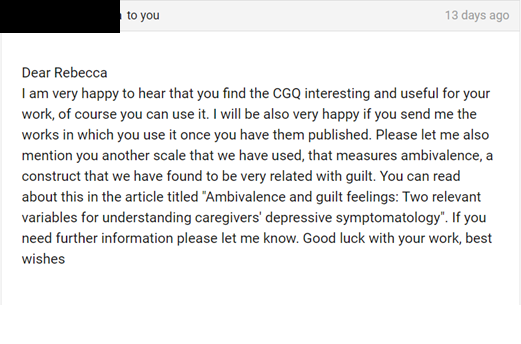 to you
13 days ago
Dear Rebecca
I am very happy to hear that you find the CGQ interesting and useful for your
work, of course you can use it. I will be also very happy if you send me the
works in which you use it once you have them published. Please let me also
mention you another scale that we have used, that measures ambivalence, a
construct that we have found to be very related with guilt. You can read
about this in the article titled "Ambivalence and guilt feelings: Two relevant
variables for understanding caregivers' depressive symptomatology". If you
need further information please let me know. Good luck with your work, best
wishes